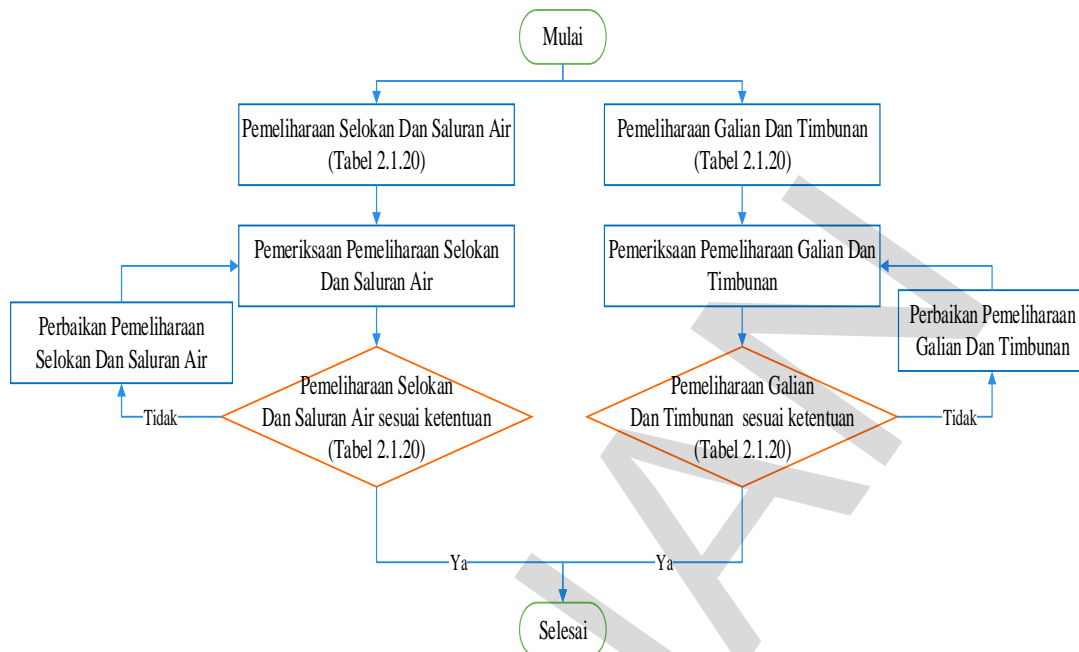 Mulai
Pemeliharaan Selokan Dan Saluran Air
(Tabel 2.1.20)
Pemeliharaan Galian Dan Timbunan
(Tabel 2.1.20)
Pemeriksaan Pemeliharaan Selokan
Dan Saluran Air
Pemeriksaan Pemeliharaan Galian Dan
Timbunan
Perbaikan Pemeliharaan
Selokan Dan Saluran Air
Perbaikan Pemeliharaan
Galian Dan Timbunan
Pemeliharaan Selokan
Dan Saluran Air sesuai ketentuan
(Tabel 2.1.20)
Pemeliharaan Galian
Dan Timbunan sesuai ketentuan
(Tabel 2.1.20)
Tidak
Tidak
Ya
Ya
Selesai